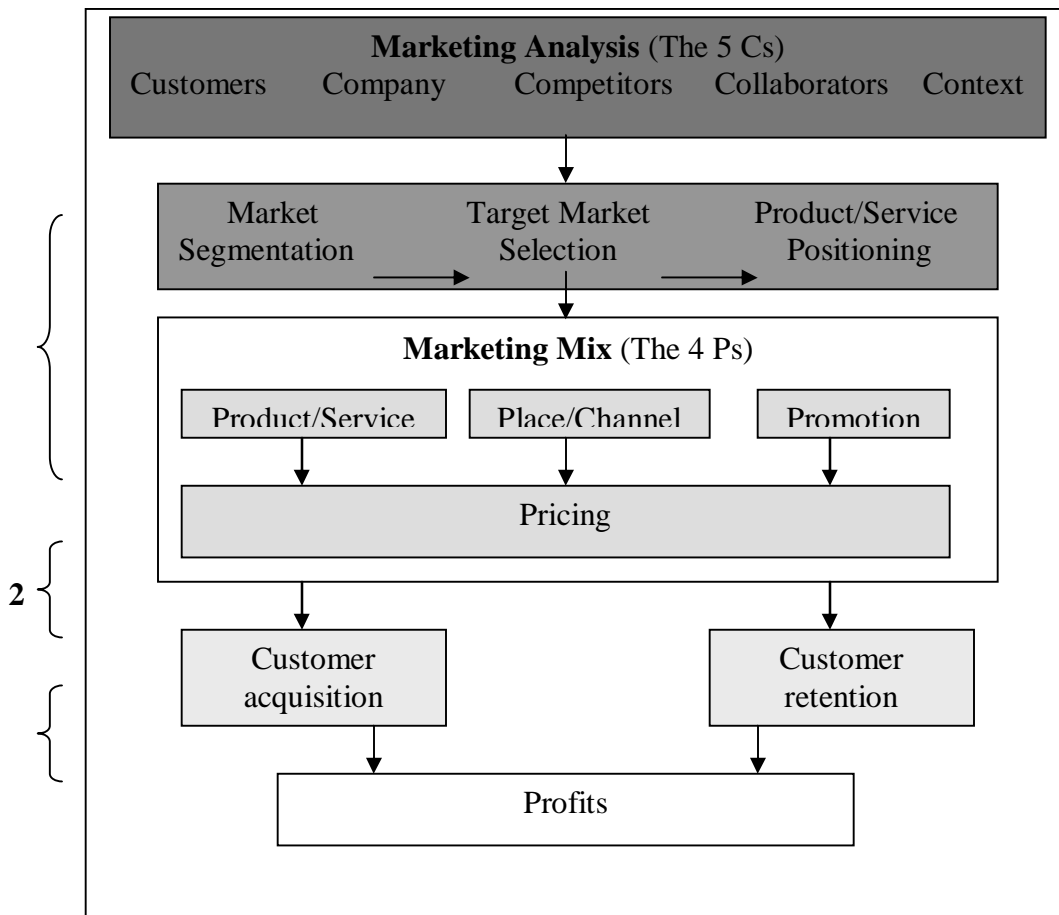 Marketing Analysis (The 5 Cs)
Customers Company Competitors Collaborators Context
Market Segmentation
Target Market Selection
Product/Service Positioning
Marketing Mix (The 4 Ps)
Product/Service Place/Channel Promotion
Pricing
2
Customer acquisition
Customer retention
Profits